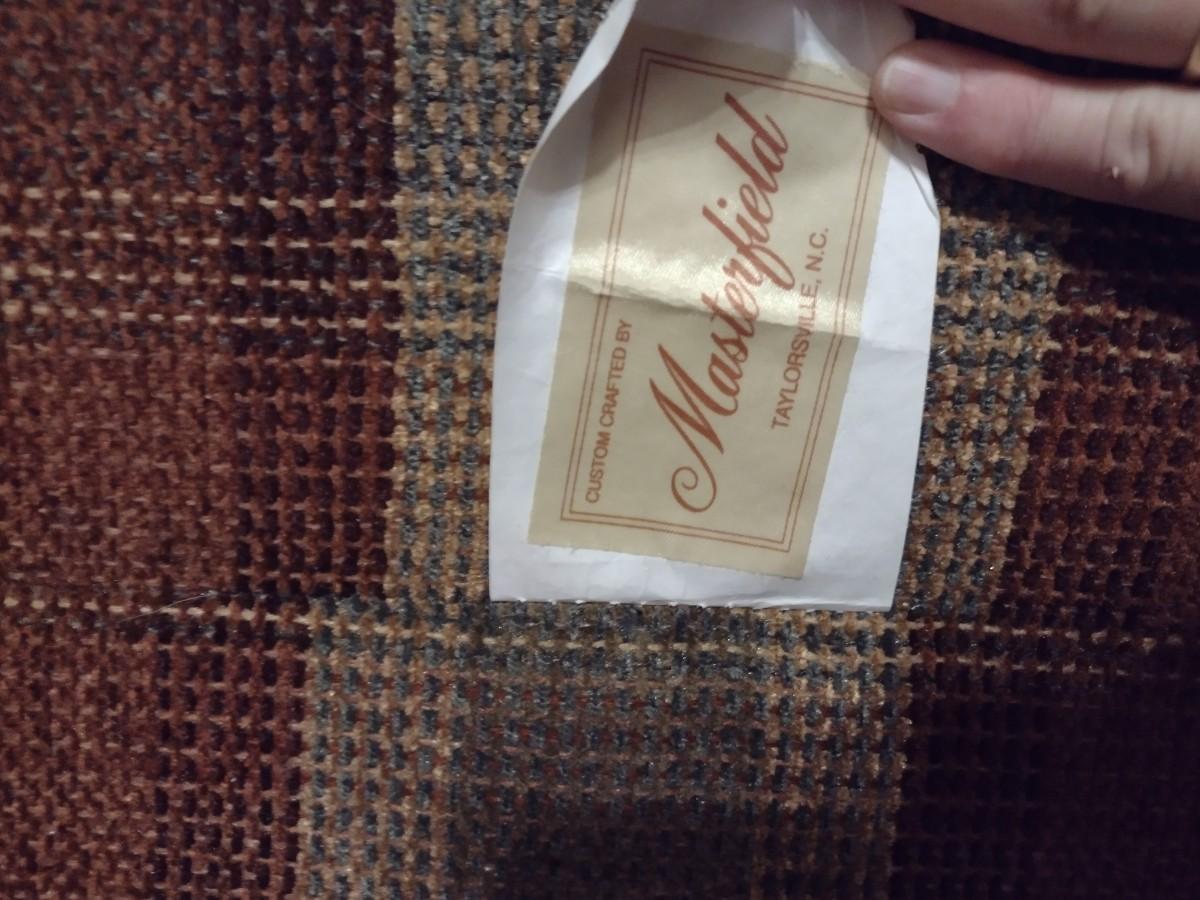 CUSTOM CRAFTED BY
Masterfield
TAYLORSVILLE, N.C.